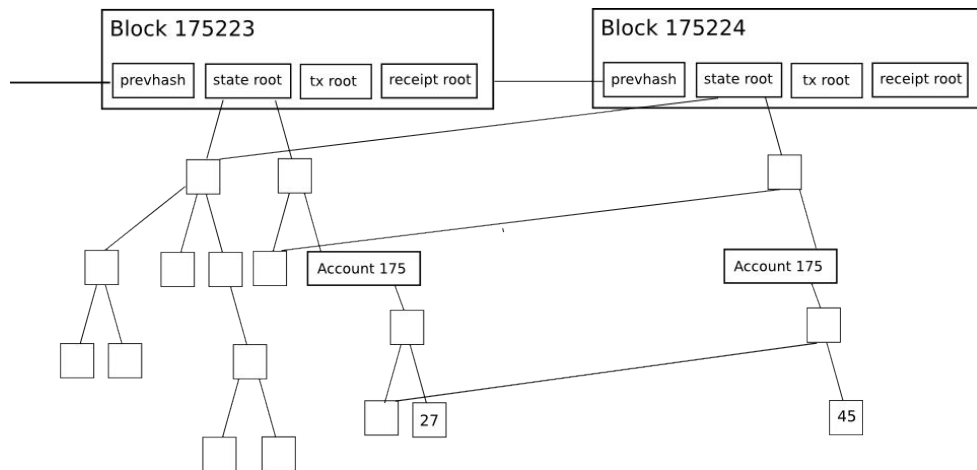 Block 175223
prevhash
state root
tx root
receipt root
Block 175224
prevhash
state root
tx root
receipt root
Account 175
Account 175
27
45